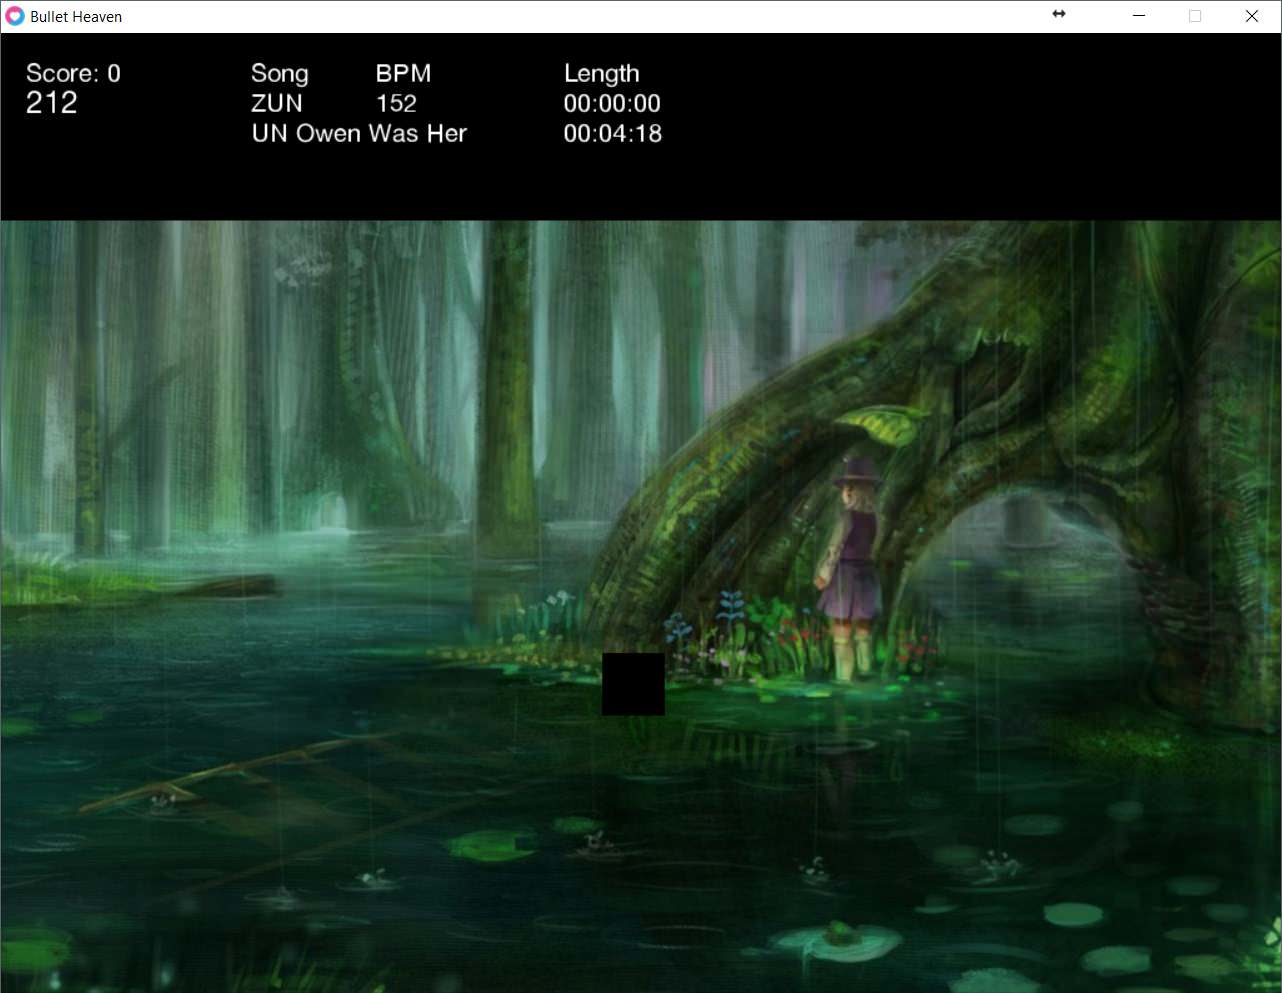 Bullet Heaven
Score: 0
212
Song BPM Length
ZUN 152 00:00:00
UN Owen Was Her 00:04:18